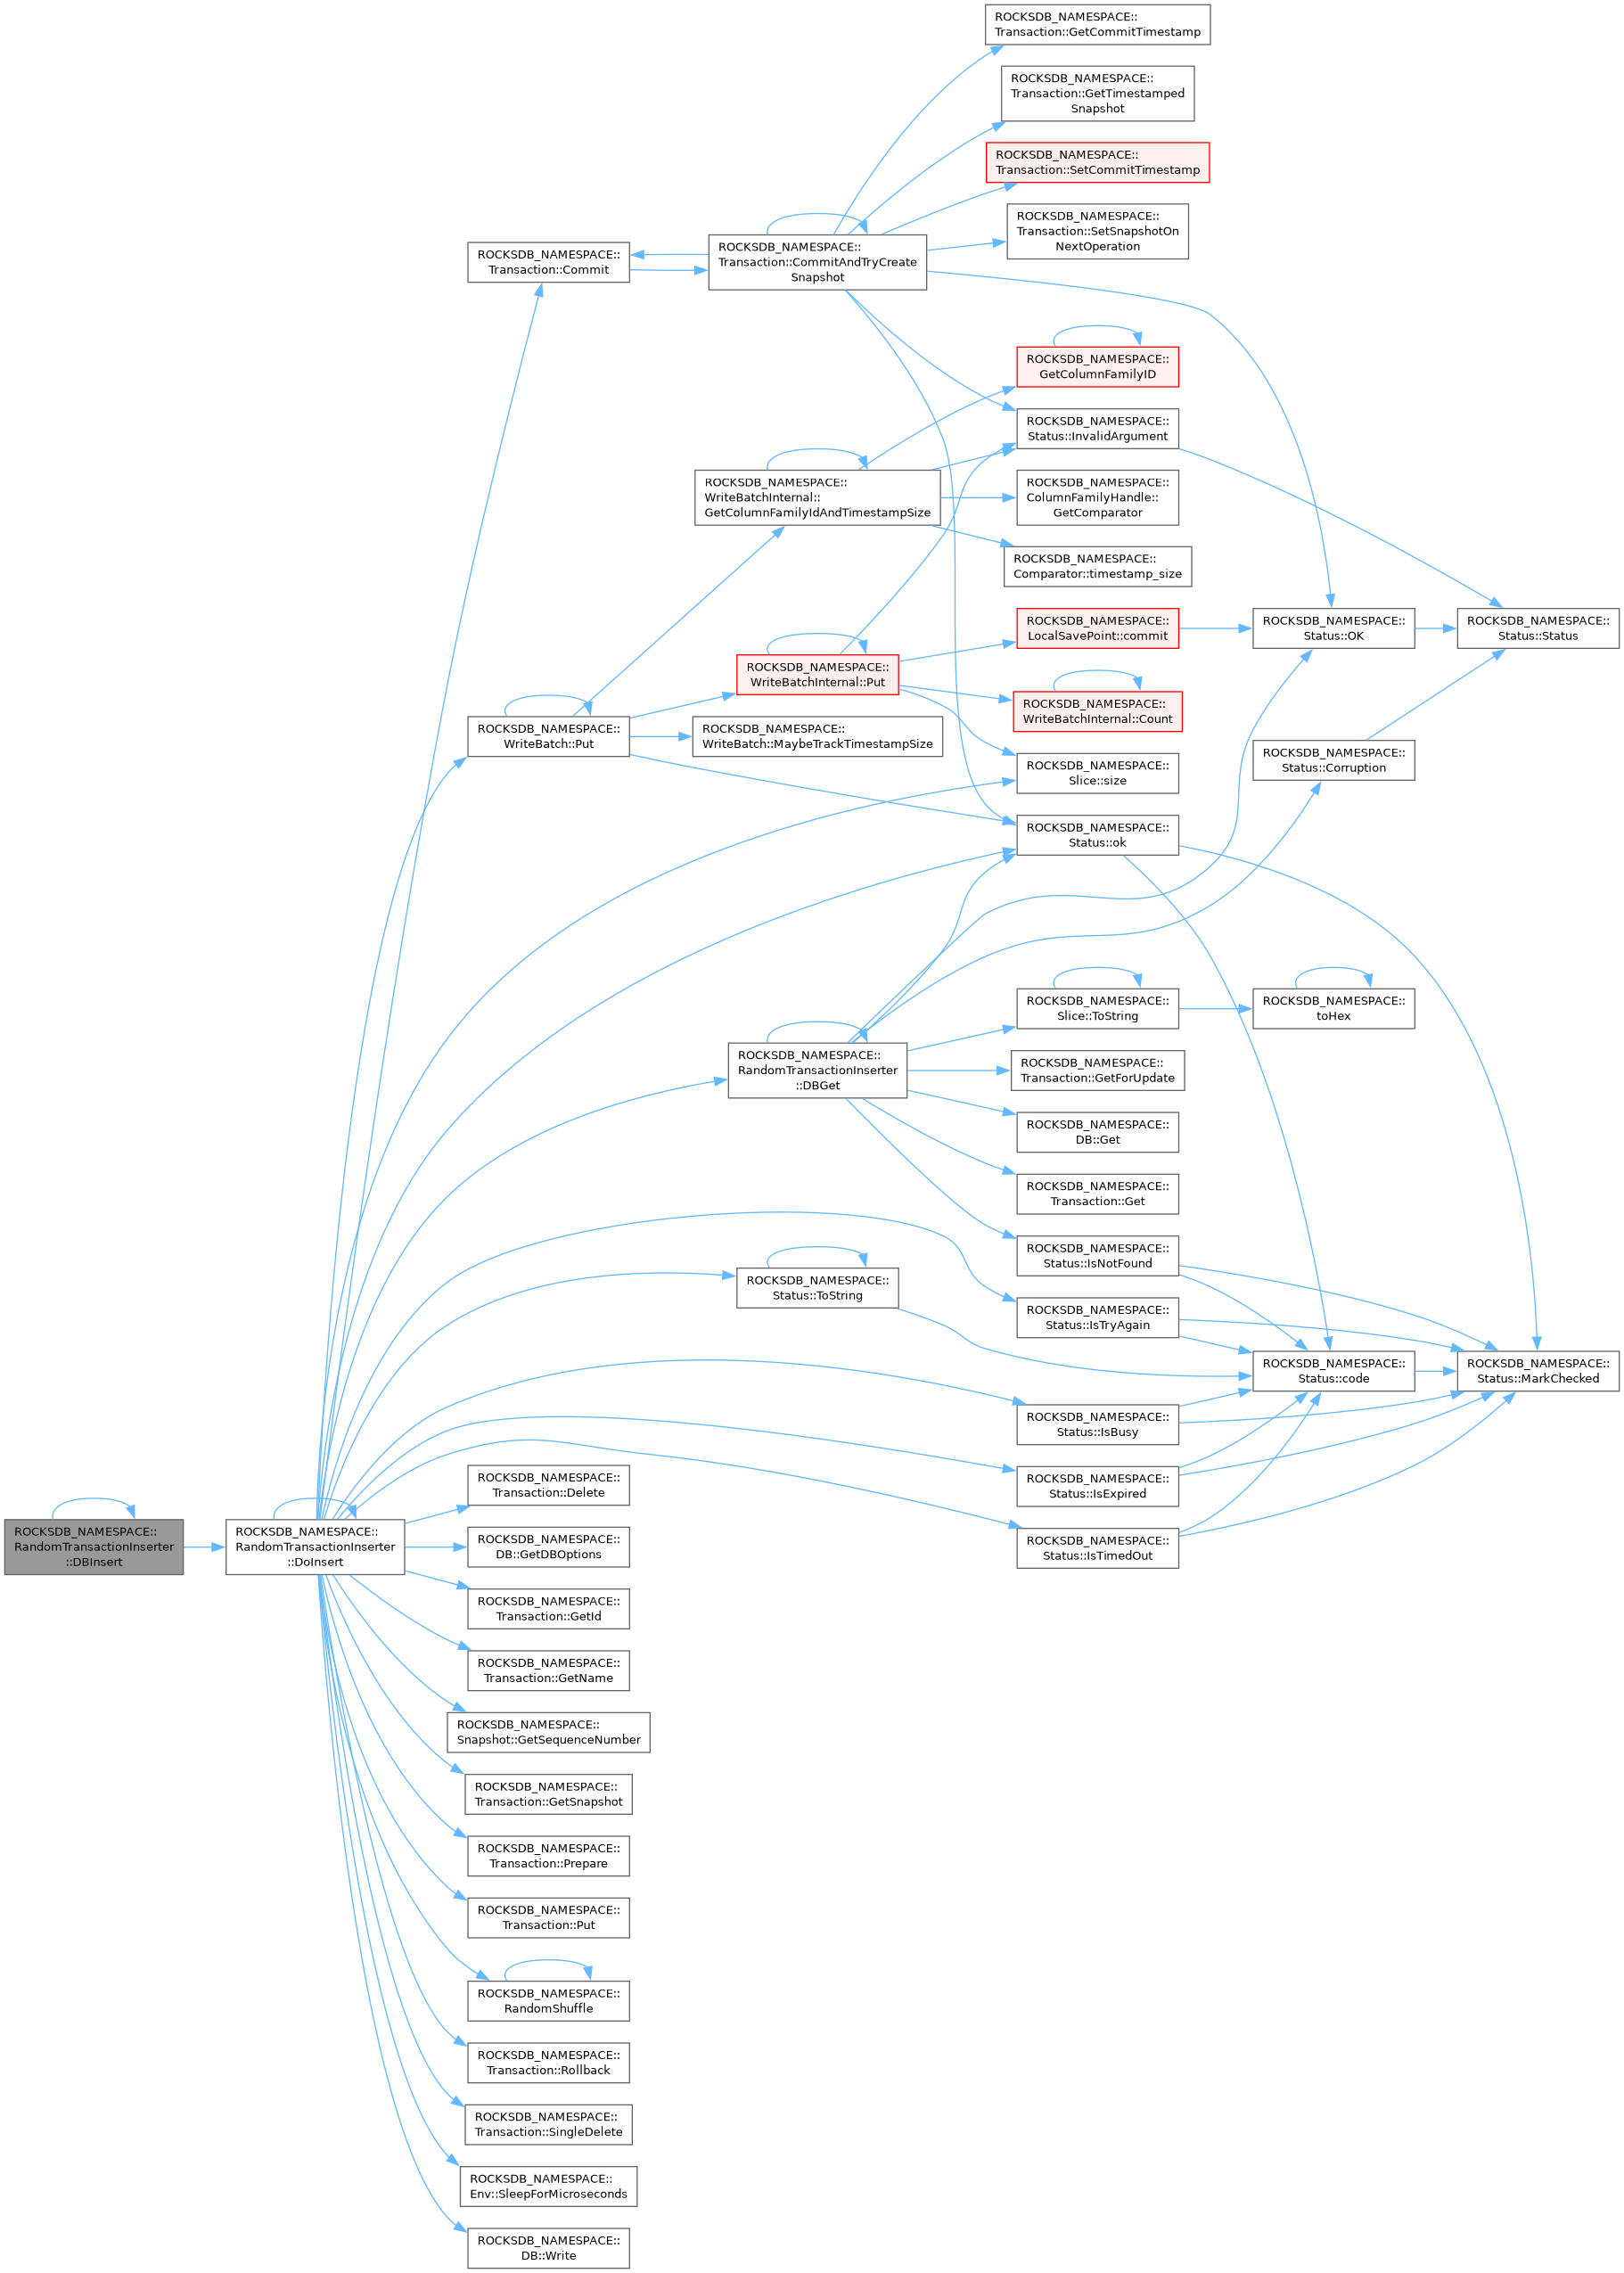 ROCKSDB_NAMESPACE::
Transaction::GetCommitTimestamp
ROCKSDB_NAMESPACE::
Transaction::GetTimestamped
Snapshot
ROCKSDB_NAMESPACE::
Transaction::SetCommitTimestamp
ROCKSDB_NAMESPACE::
Transaction::SetSnapshotOn
NextOperation
ROCKSDB_NAMESPACE::
Transaction::Commit
ROCKSDB_NAMESPACE::
Transaction::CommitAndTryCreate
Snapshot
ROCKSDB_NAMESPACE::
GetColumnFamilyID
ROCKSDB_NAMESPACE::
Status::InvalidArgument
ROCKSDB_NAMESPACE::
WriteBatchInternal::
GetColumnFamilyIdAndTimestampSize
ROCKSDB_NAMESPACE::
ColumnFamilyHandle::
GetComparator
ROCKSDB_NAMESPACE::
Comparator::timestamp_size
ROCKSDB_NAMESPACE::
LocalSavePoint::commit
ROCKSDB_NAMESPACE::
Status::OK
ROCKSDB_NAMESPACE::
Status::Status
ROCKSDB_NAMESPACE::
WriteBatchInternal::Put
ROCKSDB_NAMESPACE::
WriteBatchInternal::Count
ROCKSDB_NAMESPACE::
WriteBatch::Put
ROCKSDB_NAMESPACE::
WriteBatch::MaybeTrackTimestampSize
ROCKSDB_NAMESPACE::
Slice::size
ROCKSDB_NAMESPACE::
Status::Corruption
ROCKSDB_NAMESPACE::
Status::ok
ROCKSDB_NAMESPACE::
Slice::ToString
ROCKSDB_NAMESPACE::
toHex
ROCKSDB_NAMESPACE::
RandomTransactionInserter
::DBGet
ROCKSDB_NAMESPACE::
Transaction::GetForUpdate
ROCKSDB_NAMESPACE::
DB::Get
ROCKSDB_NAMESPACE::
Transaction::Get
ROCKSDB_NAMESPACE::
Status::IsNotFound
ROCKSDB_NAMESPACE::
Status::ToString
ROCKSDB_NAMESPACE::
Status::IsTryAgain
ROCKSDB_NAMESPACE::
Status::code
ROCKSDB_NAMESPACE::
Status::MarkChecked
ROCKSDB_NAMESPACE::
Status::IsBusy
ROCKSDB_NAMESPACE::
Status::IsExpired
ROCKSDB_NAMESPACE::
Status::IsTimedOut
ROCKSDB_NAMESPACE::
RandomTransactionInserter
::DBInsert
ROCKSDB_NAMESPACE::
RandomTransactionInserter
::DoInsert
ROCKSDB_NAMESPACE::
Transaction::Delete
ROCKSDB_NAMESPACE::
DB::GetDBOptions
ROCKSDB_NAMESPACE::
Transaction::GetId
ROCKSDB_NAMESPACE::
Transaction::GetName
ROCKSDB_NAMESPACE::
Snapshot::GetSequenceNumber
ROCKSDB_NAMESPACE::
Transaction::GetSnapshot
ROCKSDB_NAMESPACE::
Transaction::Prepare
ROCKSDB_NAMESPACE::
Transaction::Put
ROCKSDB_NAMESPACE::
RandomShuffle
ROCKSDB_NAMESPACE::
Transaction::Rollback
ROCKSDB_NAMESPACE::
Transaction::SingleDelete
ROCKSDB_NAMESPACE::
Env::SleepForMicroseconds
ROCKSDB_NAMESPACE::
DB::Write